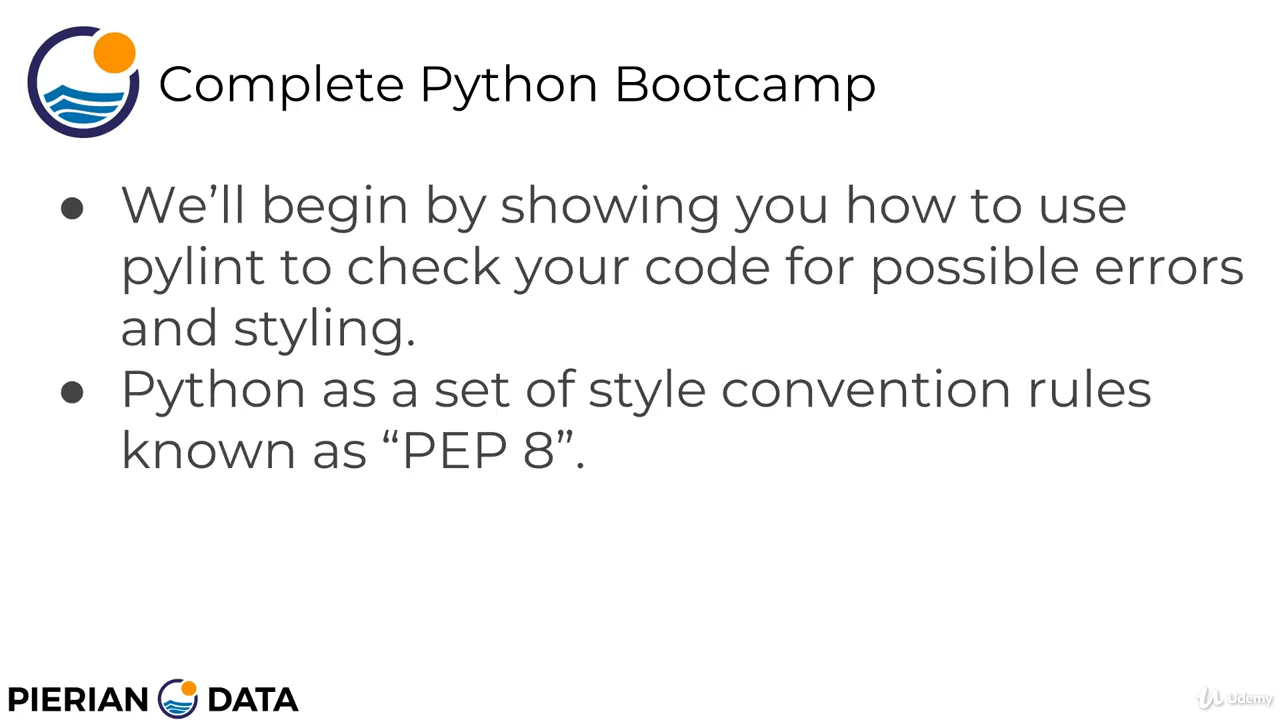 Complete Python Bootcamp
● We’ll begin by showing you how to use
pylint to check your code for possible errors
and styling.
● Python as a set of style convention rules
known as “PEP 8”.
PIERIAN DATA
Udemy